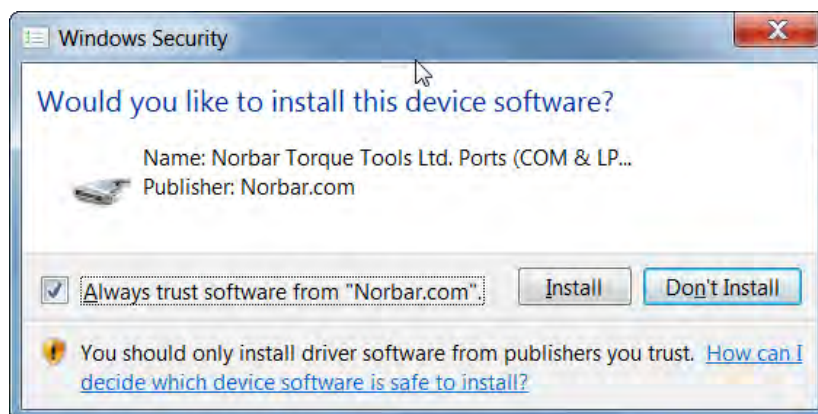 Windows Security
Would you like to install this device software?
Name: Norbar Torque Tools Ltd. Ports (COM & LP...
Publisher: Norbar.com
Always trust software from "Norbar.com".
Install
Don't Install
You should only install driver software from publishers you trust. How can I
decide which device software is safe to install?